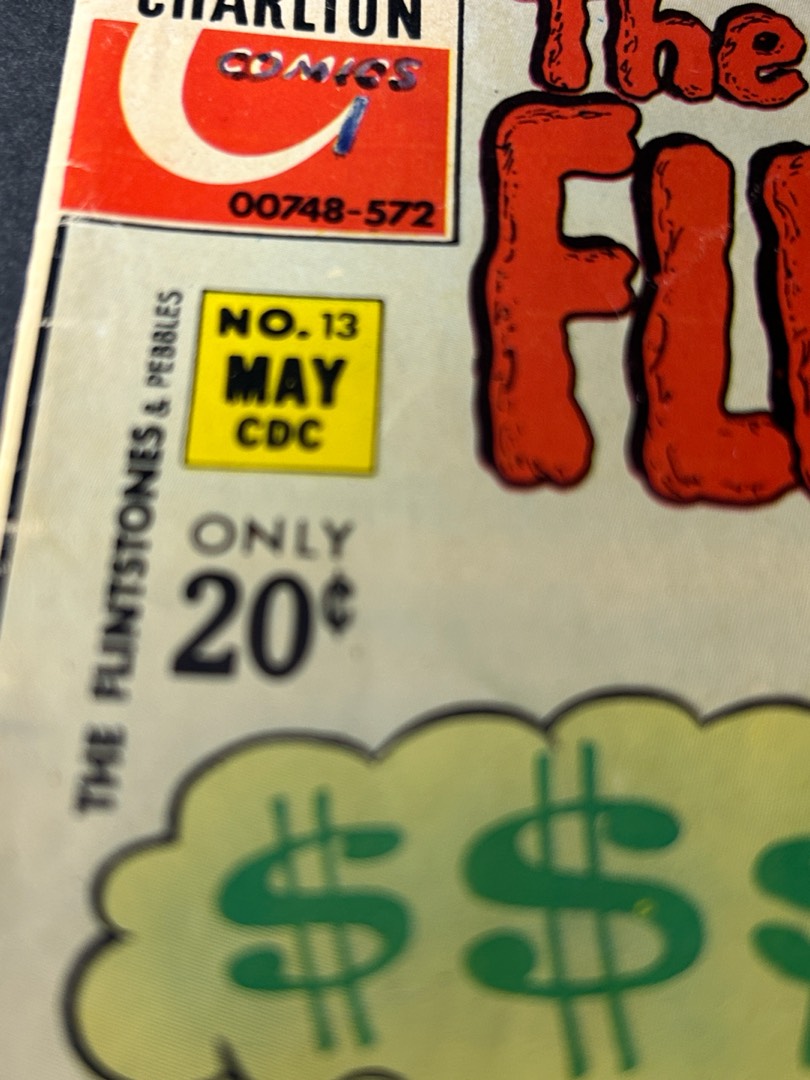 CHARLTON
COMICS
00748-572
The
FL
NO. 13
MAY
CDC
THE FLINTSTONES & PEBBLES
ONLY
20¢
$ $ $